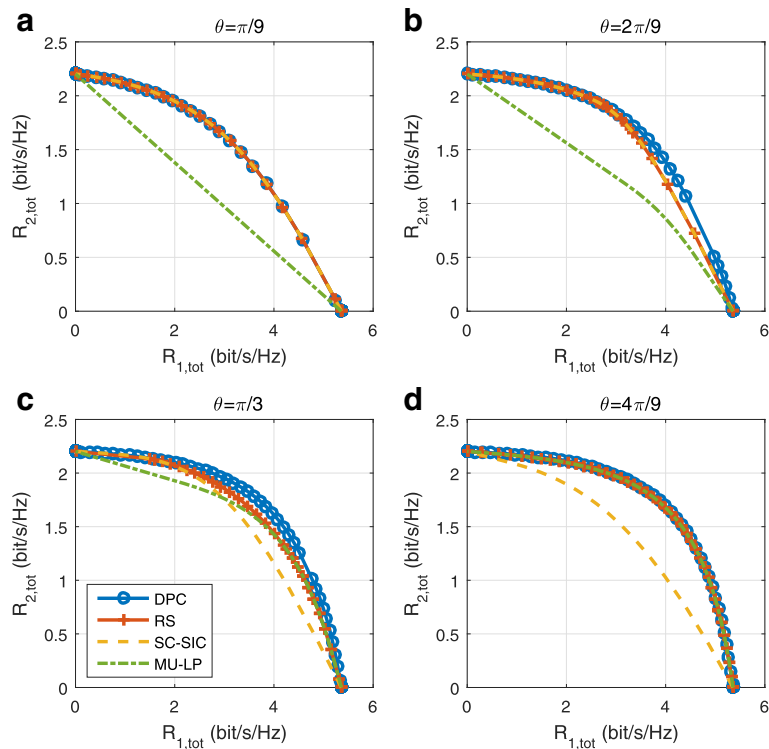 a
θ=π/9
2.5
2
1.5
1
0.5
0
R2,tot (bit/s/Hz)
0 2 4 6
R1,tot (bit/s/Hz)
b
θ=2π/9
2.5
2
1.5
1
0.5
0
R2,tot (bit/s/Hz)
0 2 4 6
R1,tot (bit/s/Hz)
c
θ=π/3
2.5
2
1.5
1
0.5
0
R2,tot (bit/s/Hz)
DPC
RS
SC-SIC
MU-LP
0 2 4 6
R1,tot (bit/s/Hz)
d
θ=4π/9
2.5
2
1.5
1
0.5
0
R2,tot (bit/s/Hz)
0 2 4 6
R1,tot (bit/s/Hz)